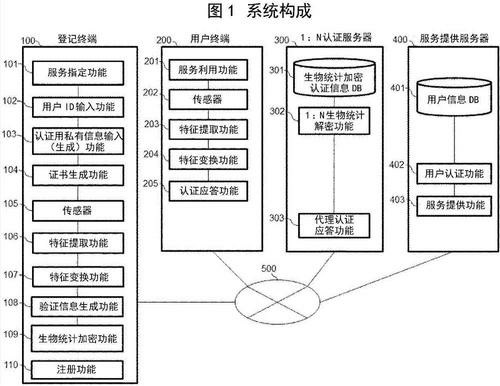 图1 系统构成
100
登记终端
101
服务指定功能
102
用户ID输入功能
103
认证用私有信息输入
（生成）功能
104
证书生成功能
105
传感器
106
特征提取功能
107
特征变换功能
108
验证信息生成功能
109
生物统计加密功能
110
注册功能
200
用户终端
201
服务利用功能
202
传感器
203
特征提取功能
204
特征变换功能
205
认证应答功能
300
1：N认证服务器
301
生物统计加密
认证信息DB
302
1：N生物统计
解密功能
303
代理认证
应答功能
400
服务提供服务器
401
用户信息DB
402
用户认证功能
403
服务提供功能
500